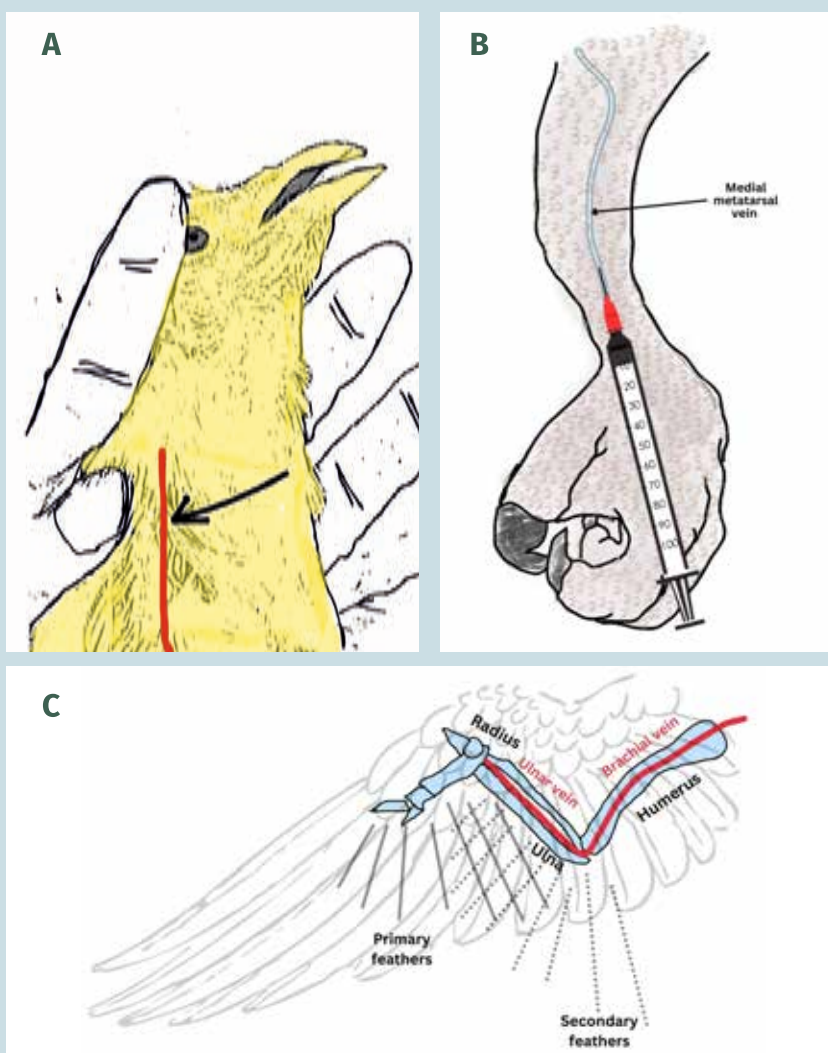 A
B
Medial
metatarsal
vein
20
30
40
50
60
70
80
90
100
C
Radius
Ulnar vein
Brachial vein
Humerus
Ulna
Primary
feathers
Secondary
feathers